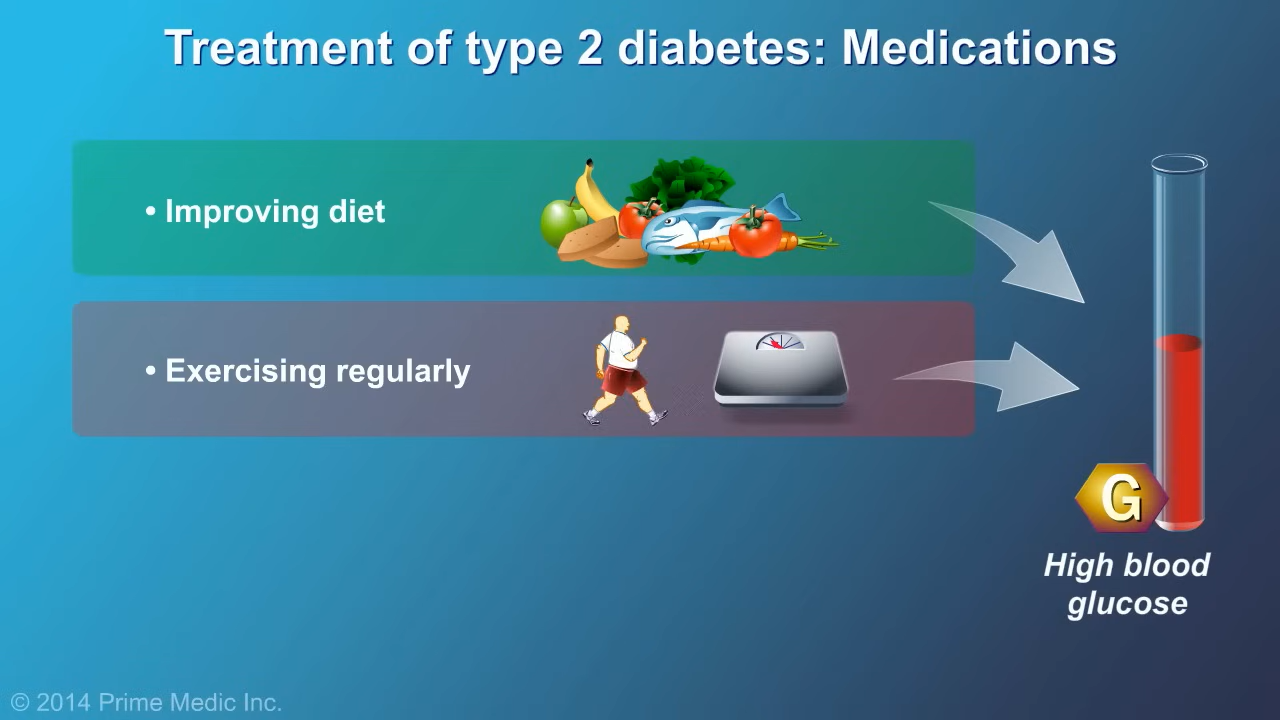 Treatment of type 2 diabetes: Medications
• Improving diet
• Exercising regularly
G
High blood
glucose
© 2014 Prime Medic Inc.